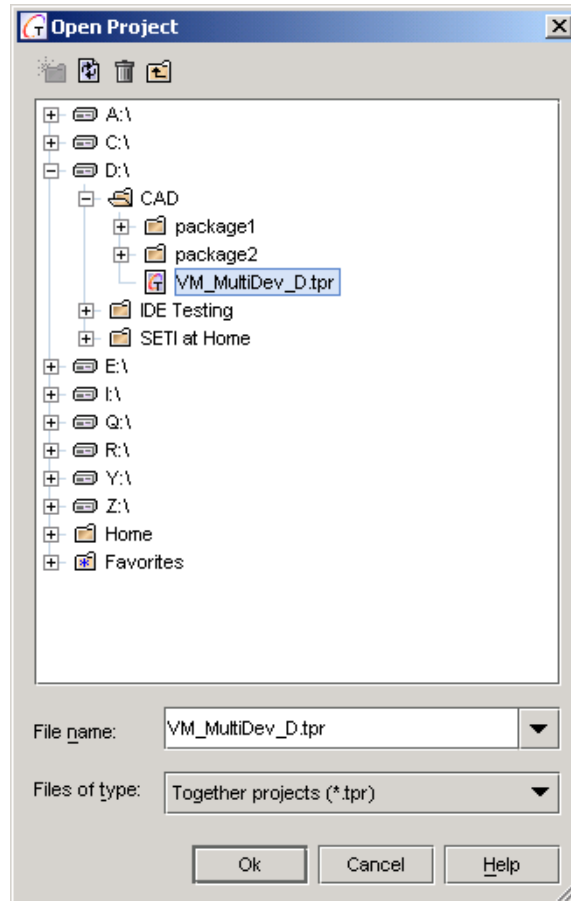 Open Project
A:\
C:\
D:\
CAD
package1
package2
VM_MultiDev_D.tpr
IDE Testing
SETI at Home
E:\
I:\
Q:\
R:\
Y:\
Z:\
Home
Favorites
File name: VM_MultiDev_D.tpr
Files of type: Together projects (*.tpr)
Ok Cancel Help